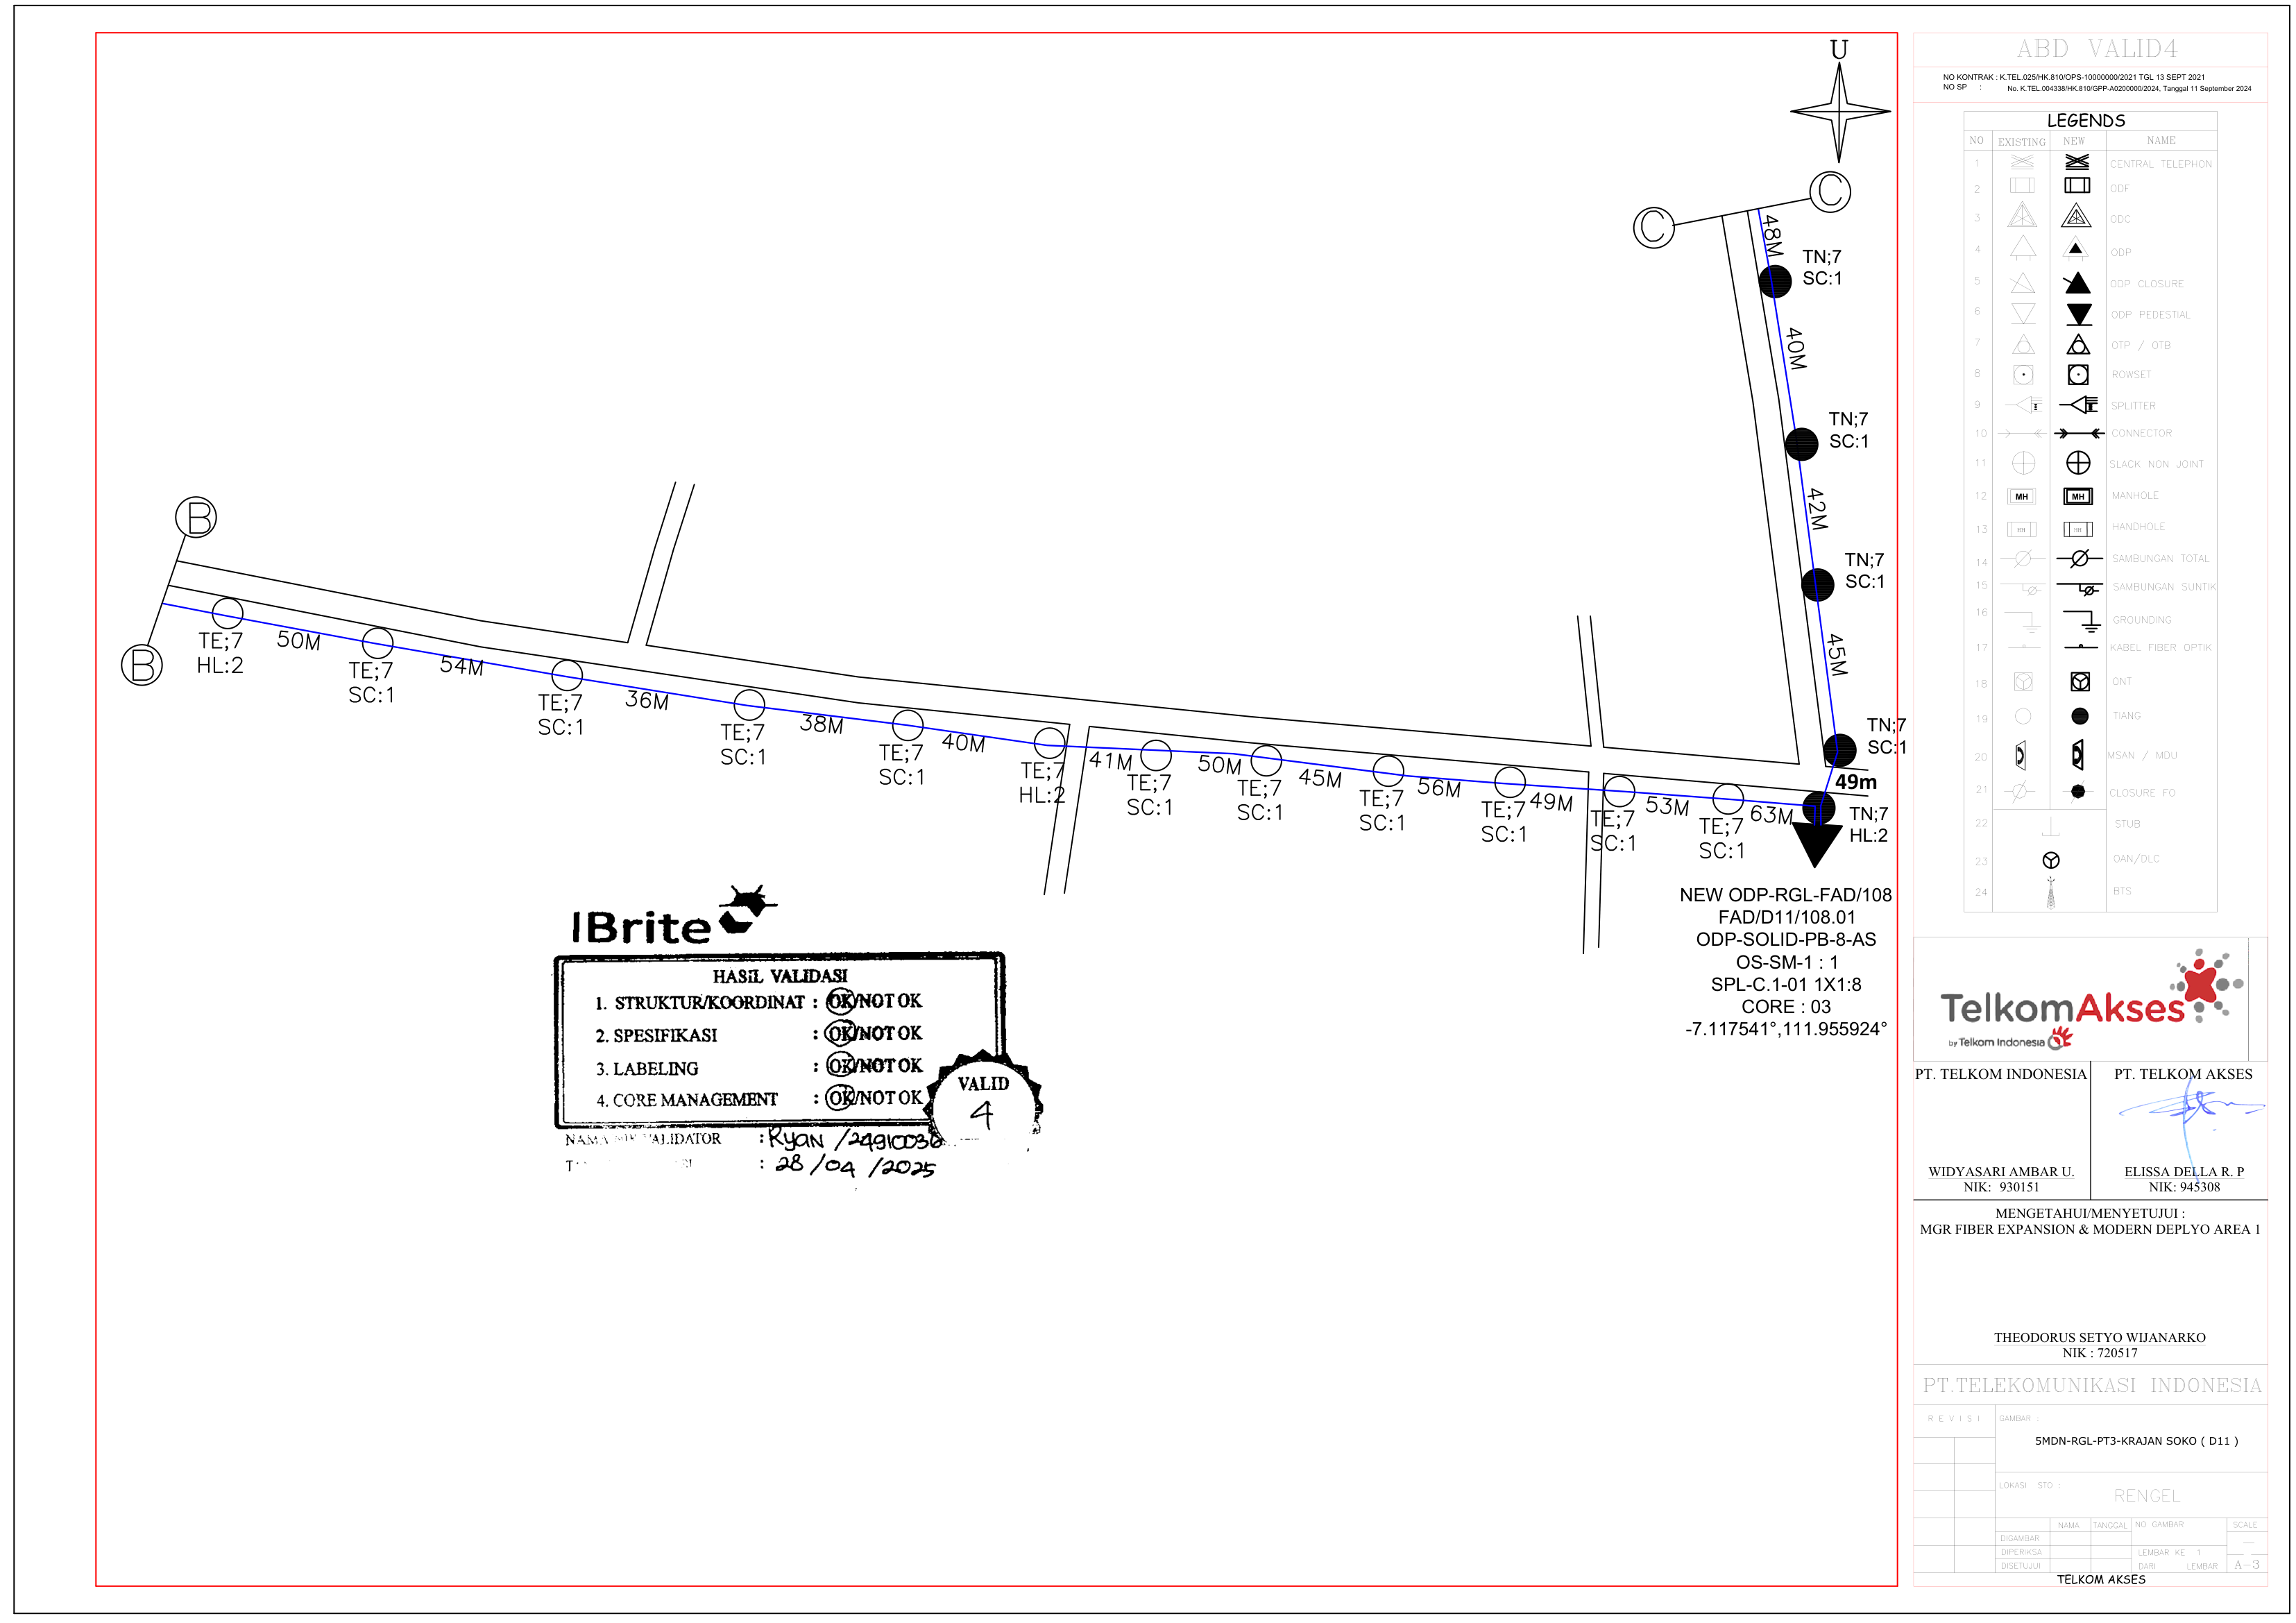 U
C
C
48M
TN;7
SC:1
40M
TN;7
SC:1
42M
TN;7
SC:1
45M
TN;7
SC:1
49m
TN;7
HL:2
B
B
TE;7
HL:2
50M
TE;7
SC:1
54M
TE;7
SC:1
36M
TE;7
SC:1
38M
TE;7
SC:1
40M
TE;7
HL:2
41M
TE;7
SC:1
50M
TE;7
SC:1
45M
TE;7
SC:1
56M
TE;7
SC:1
49M
TE;7
SC:1
53M
TE;7
SC:1
63M
NEW ODP-RGL-FAD/108
FAD/D11/108.01
ODP-SOLID-PB-8-AS
OS-SM-1 : 1
SPL-C.1-01 1X1:8
CORE : 03
-7.117541°,111.955924°
IBrite
HASIL VALIDASI
1. STRUKTUR/KOORDINAT : OK/NOT OK
2. SPESIFIKASI : OK/NOT OK
3. LABELING : OK/NOT OK
4. CORE MANAGEMENT : OK/NOT OK
VALID
4
VALIDATOR : Ryan /24910036
: 28/04/2025
ABD VALID4
NO KONTRAK : K.TEL.025/HK.810/OPS-10000000/2021 TGL 13 SEPT 2021
NO SP : No. K.TEL.004338/HK.810/GPP-A0200000/2024, Tanggal 11 September 2024
LEGENDS
NO EXISTING NEW NAME
1 CENTRAL TELEPHON
2 ODF
3 ODC
4 ODP
5 ODP CLOSURE
6 ODP PEDESTIAL
7 OTP / OTB
8 ROWSET
9 SPLITTER
10 CONNECTOR
11 SLACK NON JOINT
12 MH MH MANHOLE
13 HH HH HANDHOLE
14 SAMBUNGAN TOTAL
15 SAMBUNGAN SUNTIK
16 GROUNDING
17 KABEL FIBER OPTIK
18 ONT
19 TIANG
20 MSAN / MDU
21 CLOSURE FO
22 STUB
23 OAN/DLC
24 BTS
TelkomAkses
by Telkom Indonesia
PT. TELKOM INDONESIA
WIDYASARI AMBAR U.
NIK: 930151
PT. TELKOM AKSES
ELISSA DELLA R. P
NIK: 945308
MENGETAHUI/MENYETUJUI :
MGR FIBER EXPANSION & MODERN DEPLYO AREA 1
THEODORUS SETYO WIJANARKO
NIK : 720517
PT.TELEKOMUNIKASI INDONESIA
REVISI
GAMBAR :
5MDN-RGL-PT3-KRAJAN SOKO ( D11 )
LOKASI STO :
RENGEL
NAMA TANGGAL NO GAMBAR SCALE
DIGAMBAR
DIPERIKSA LEMBAR KE 1
DISETUJUI DARI LEMBAR A-3
TELKOM AKSES